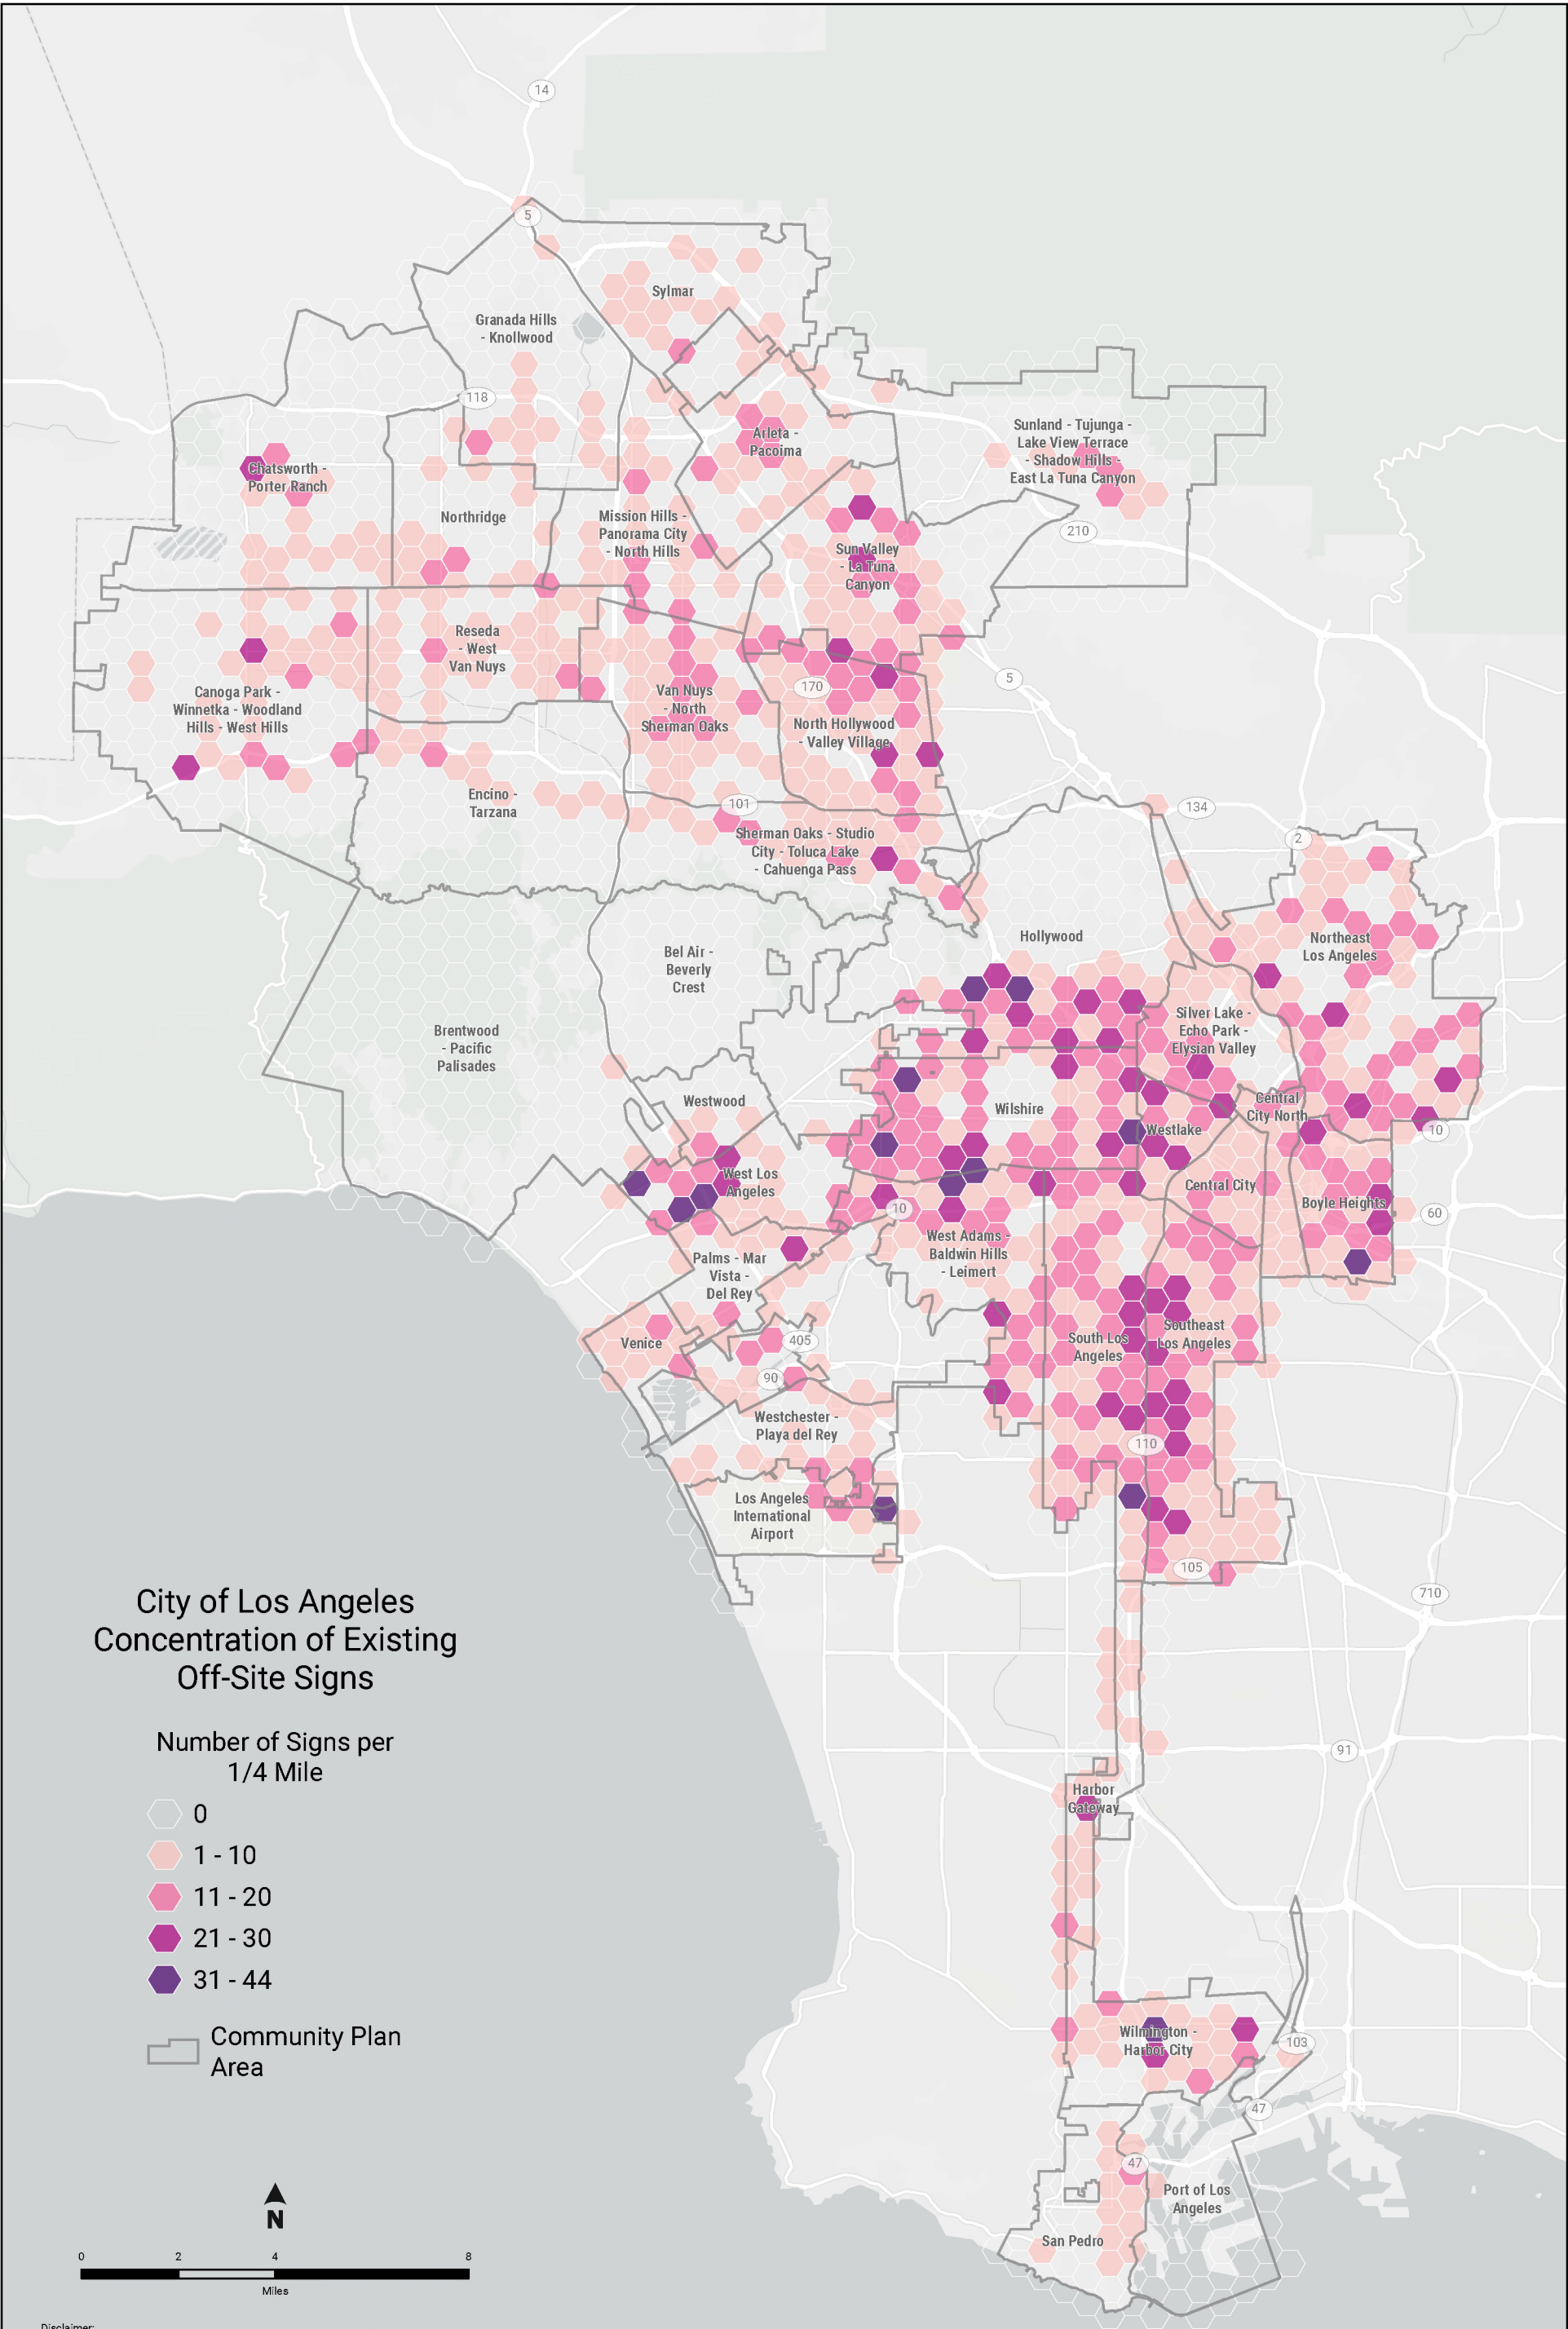 14
5
Sylmar
Granada Hills
- Knollwood
118
Arleta -
Pacoima
Sunland - Tujunga -
Lake View Terrace
- Shadow Hills -
East La Tuna Canyon
Chatsworth -
Porter Ranch
Northridge
Mission Hills -
Panorama City
- North Hills
210
Sun Valley
- La Tuna
Canyon
Reseda
- West
Van Nuys
5
170
Canoga Park -
Winnetka - Woodland
Hills - West Hills
Van Nuys
- North
Sherman Oaks
North Hollywood
- Valley Village
Encino -
Tarzana
101
134
2
Sherman Oaks - Studio
City - Toluca Lake
- Cahuenga Pass
Hollywood
Northeast
Los Angeles
Bel Air -
Beverly
Crest
Silver Lake -
Echo Park -
Elysian Valley
Brentwood
- Pacific
Palisades
Westwood
Wilshire
Central
City North
Westlake
10
West Los
Angeles
Central City
Boyle Heights
60
10
West Adams -
Baldwin Hills
- Leimert
Palms - Mar
Vista -
Del Rey
Venice
405
South Los
Angeles
Southeast
Los Angeles
90
Westchester -
Playa del Rey
110
Los Angeles
International
Airport
105
710
City of Los Angeles
Concentration of Existing
Off-Site Signs
Number of Signs per
1/4 Mile
0
1 - 10
11 - 20
21 - 30
31 - 44
Community Plan
Area
91
Harbor
Gateway
Wilmington -
Harbor City
103
47
47
Port of Los
Angeles
San Pedro
N
0 2 4 8
Miles
Disclaimer: